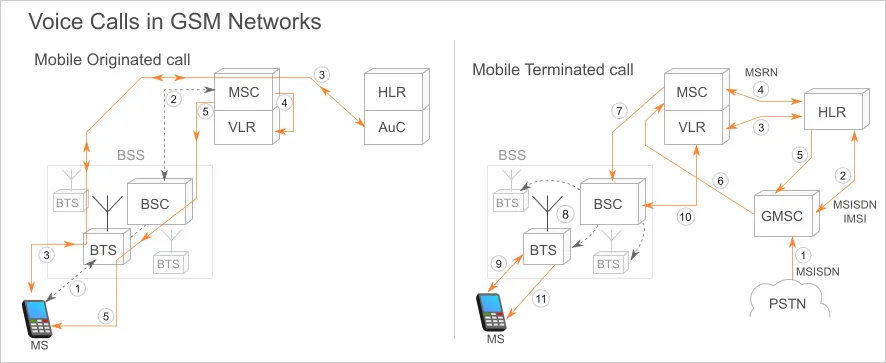 Voice Calls in GSM Networks
Mobile Originated call
3
MSC
HLR
2
5
4
VLR
AuC
BSS
BTS
BSC
BTS
3
BTS
1
5
MS
Mobile Terminated call
MSRN
MSC
4
7
HLR
VLR
3
BSS
5
6
2
BTS
BSC
8
10
GMSC
MSISDN
IMSI
BTS
9
BTS
1
MSISDN
11
PSTN
MS